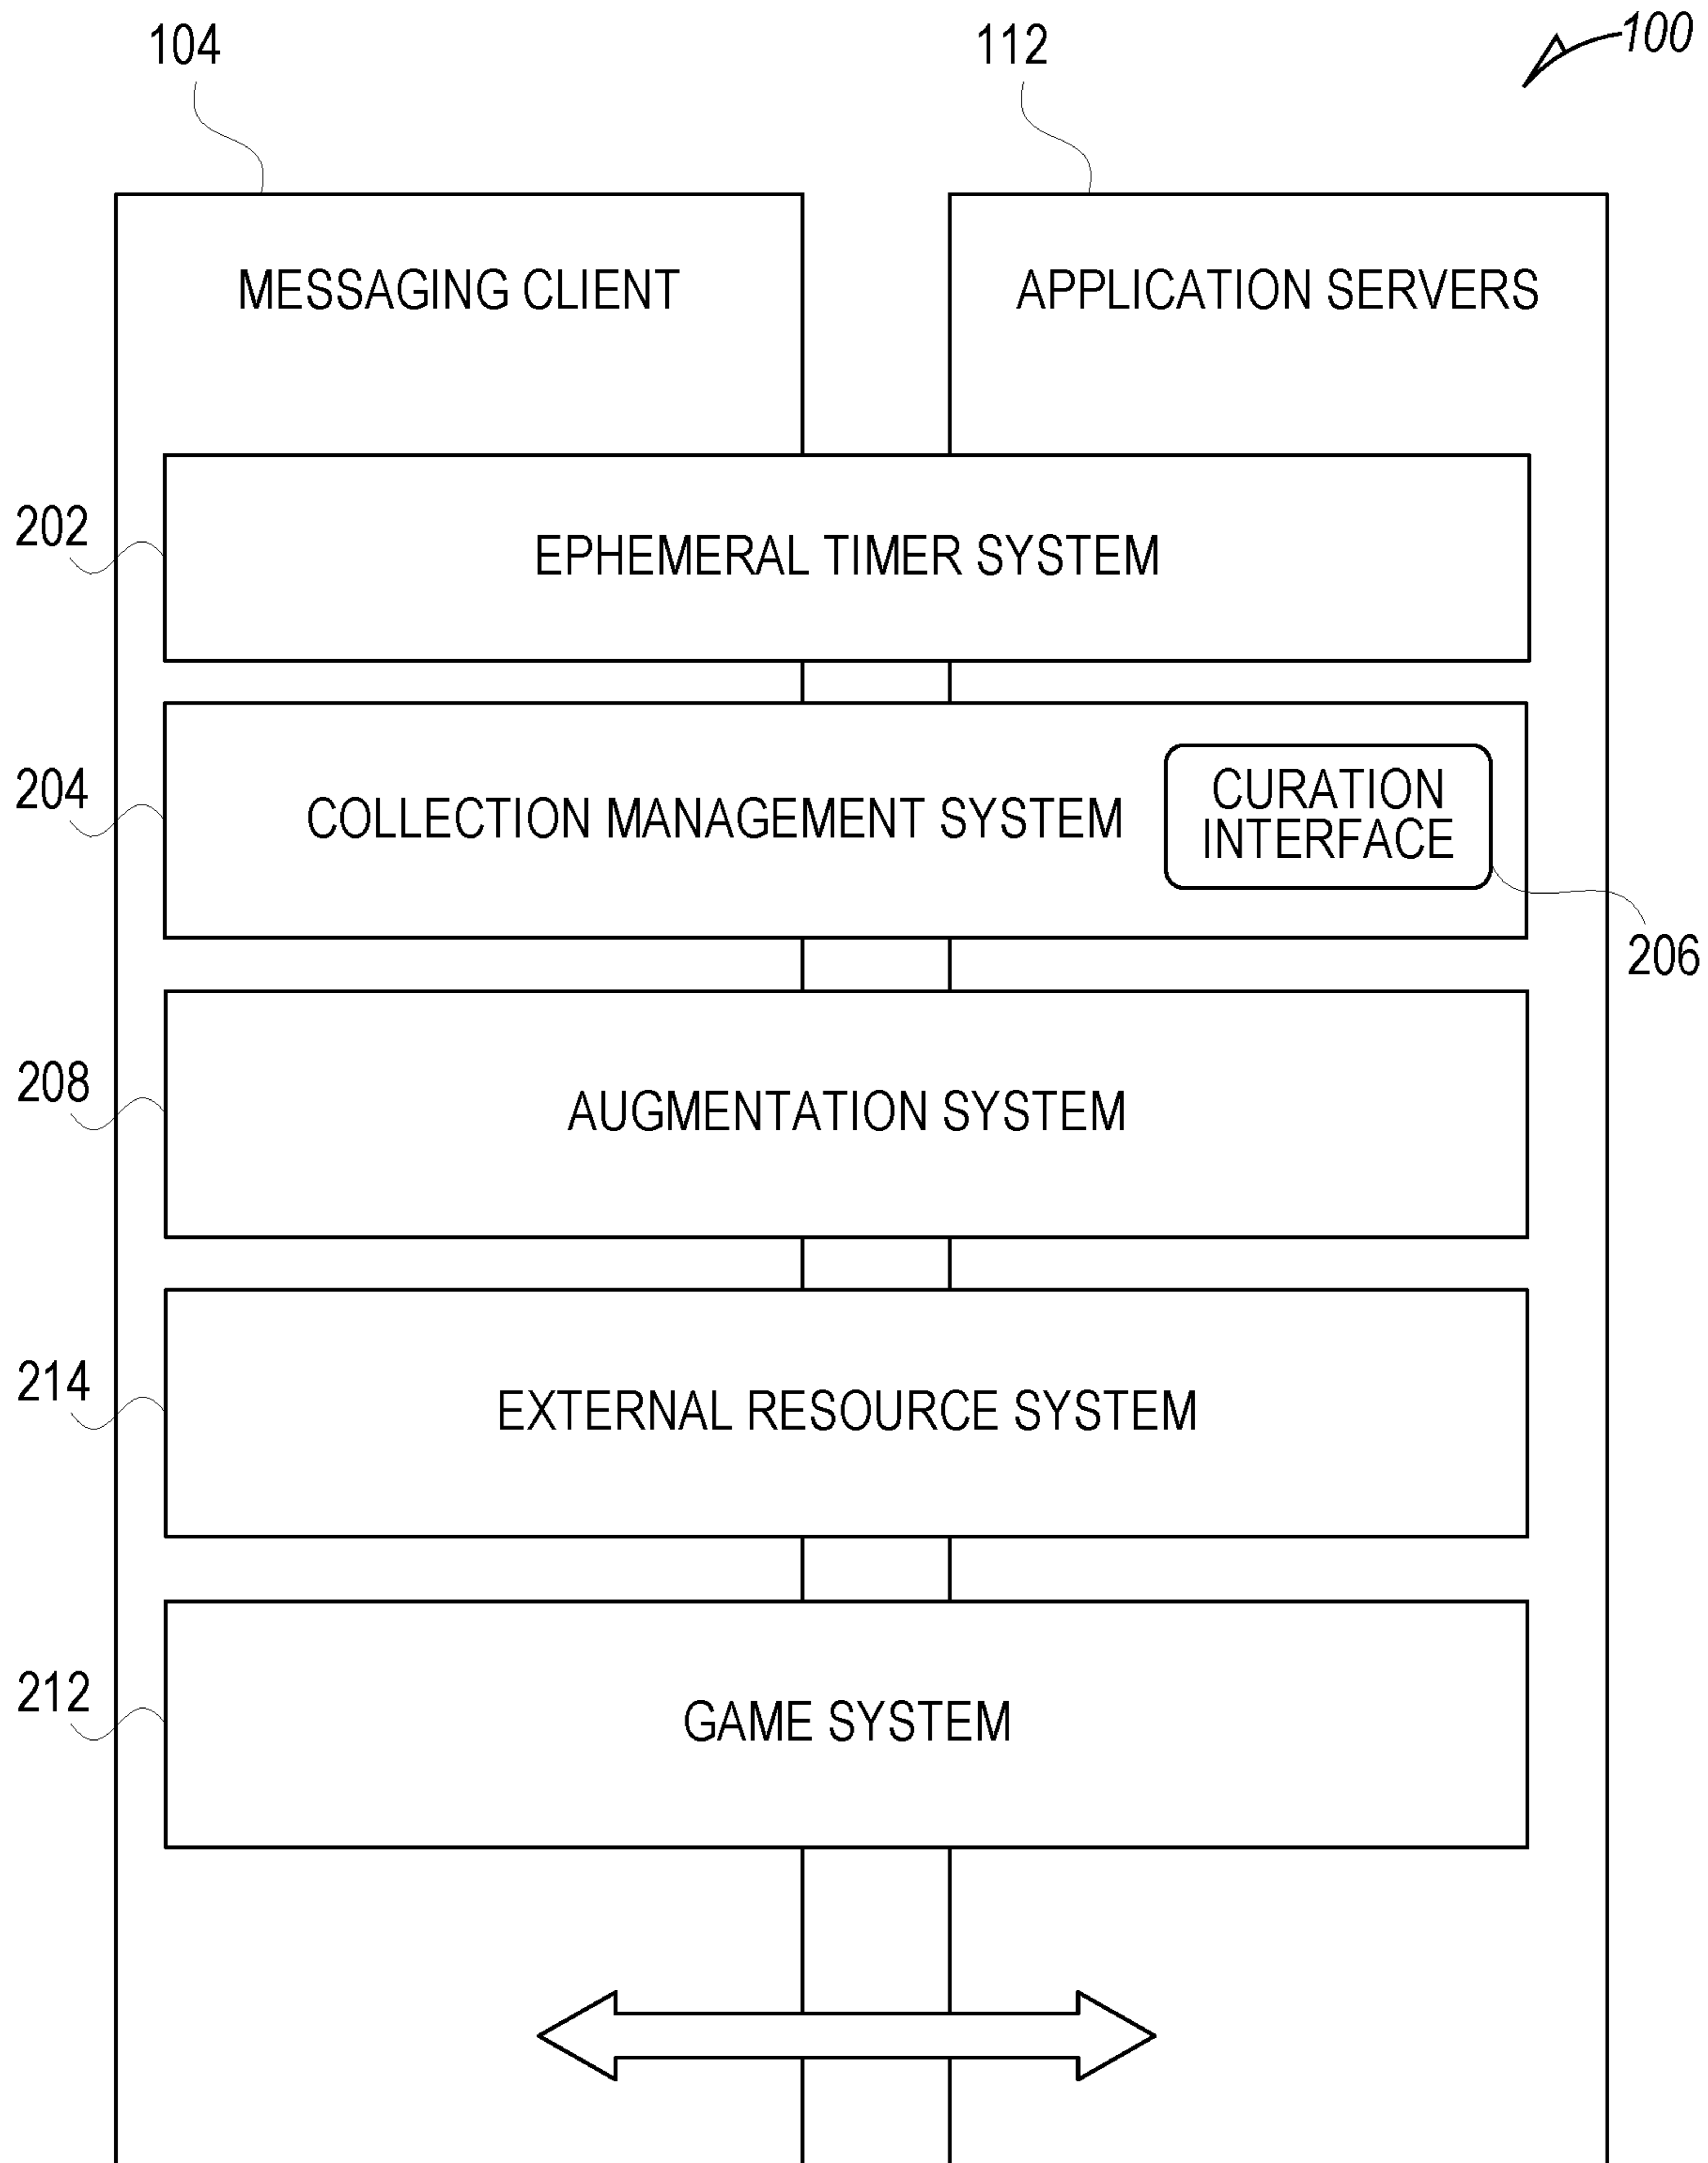 104
112
100
MESSAGING CLIENT
APPLICATION SERVERS
202
EPHEMERAL TIMER SYSTEM
204
COLLECTION MANAGEMENT SYSTEM
CURATION
INTERFACE
206
208
AUGMENTATION SYSTEM
214
EXTERNAL RESOURCE SYSTEM
212
GAME SYSTEM